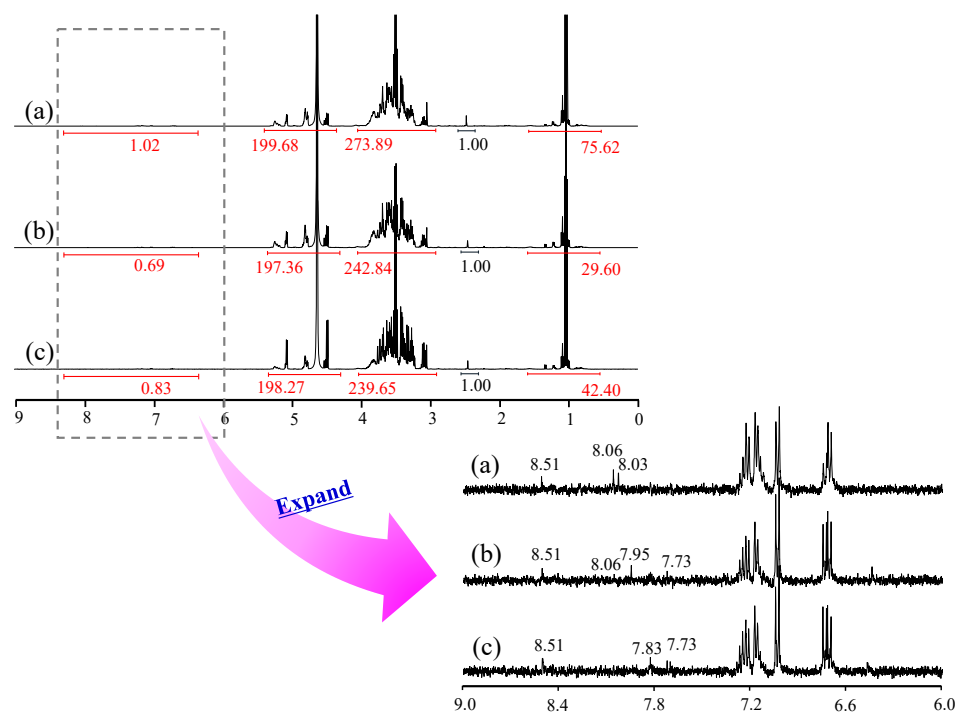 (a)
1.02 199.68 273.89 1.00 75.62
(b)
0.69 197.36 242.84 1.00 29.60
(c)
0.83 198.27 239.65 1.00 42.40
9 8 7 6 5 4 3 2 1 0
Expand
(a) 8.51 8.06 8.03
(b) 8.51 8.06 7.95 7.73
(c) 8.51 7.83 7.73
9.0 8.4 7.8 7.2 6.6 6.0